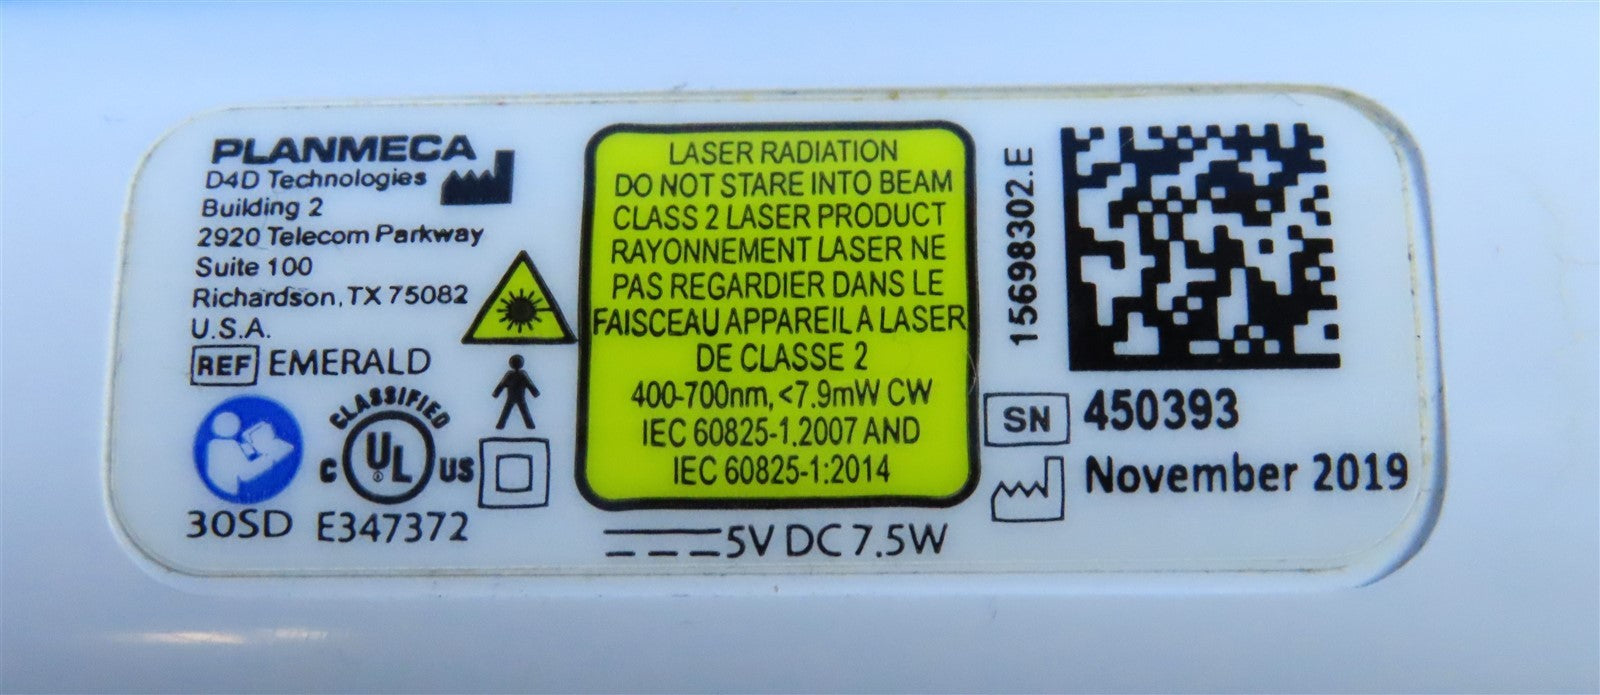 PLANMECA
D4D Technologies
Building 2
2920 Telecom Parkway
Suite 100
Richardson, TX 75082
U.S.A.
REF EMERALD
CLASSIFIED
C UL US
30SD E347372
LASER RADIATION
DO NOT STARE INTO BEAM
CLASS 2 LASER PRODUCT
RAYONNEMENT LASER NE
PAS REGARDIER DANS LE
FAISCEAU APPAREIL A LASER
DE CLASSE 2
400-700nm, <7.9mW CW
IEC 60825-1.2007 AND
IEC 60825-1:2014
5V DC 7.5W
15698302.E
SN 450393
November 2019